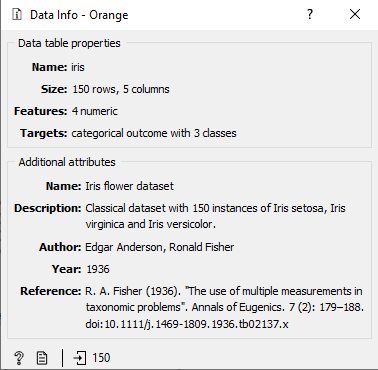 Data Info - Orange
Data table properties
Name: iris
Size: 150 rows, 5 columns
Features: 4 numeric
Targets: categorical outcome with 3 classes
Additional attributes
Name: Iris flower dataset
Description: Classical dataset with 150 instances of Iris setosa, Iris
virginica and Iris versicolor.
Author: Edgar Anderson, Ronald Fisher
Year: 1936
Reference: R. A. Fisher (1936). "The use of multiple measurements in
taxonomic problems". Annals of Eugenics. 7 (2): 179–188.
doi:10.1111/j.1469-1809.1936.tb02137.x
? 150